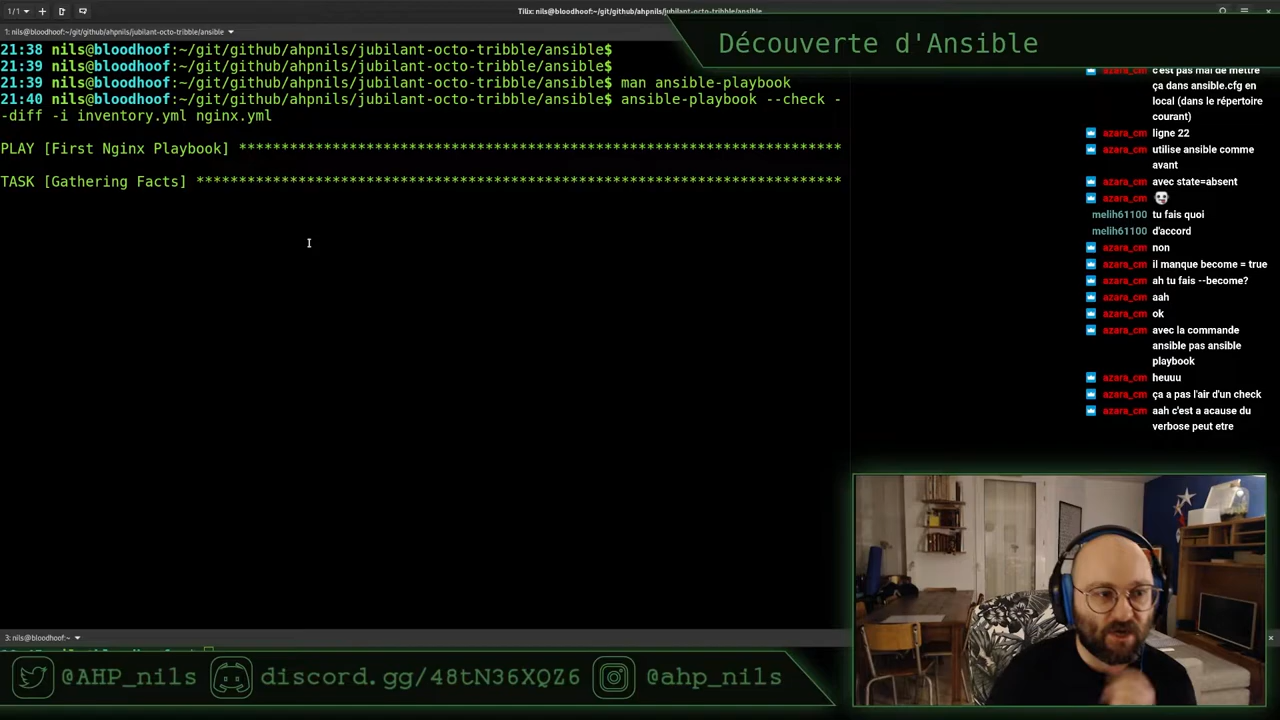 1/1
Tilix: nils@bloodhoof:~/git/github/ahpnils/jubilant-octo-tribble/ansible
1: nils@bloodhoof:~/git/github/ahpnils/jubilant-octo-tribble/ansible
Découverte d'Ansible
21:38 nils@bloodhoof:~/git/github/ahpnils/jubilant-octo-tribble/ansible$
21:39 nils@bloodhoof:~/git/github/ahpnils/jubilant-octo-tribble/ansible$
21:39 nils@bloodhoof:~/git/github/ahpnils/jubilant-octo-tribble/ansible$ man ansible-playbook
21:40 nils@bloodhoof:~/git/github/ahpnils/jubilant-octo-tribble/ansible$ ansible-playbook --check -
-diff -i inventory.yml nginx.yml
PLAY [First Nginx Playbook] ***********************************************************************
TASK [Gathering Facts] ****************************************************************************
azara_cm c'est pas mal de mettre
ça dans ansible.cfg en
local (dans le répertoire
courant)
azara_cm ligne 22
azara_cm utilise ansible comme
avant
azara_cm avec state=absent
azara_cm
melih61100 tu fais quoi
melih61100 d'accord
azara_cm non
azara_cm il manque become = true
azara_cm ah tu fais --become?
azara_cm aah
azara_cm ok
azara_cm avec la commande
ansible pas ansible
playbook
azara_cm heuuu
azara_cm ça a pas l'air d'un check
azara_cm aah c'est a acause du
verbose peut etre
3: nils@bloodhoof:~
@AHP_nils
discord.gg/48tN36XQZ6
@ahp_nils